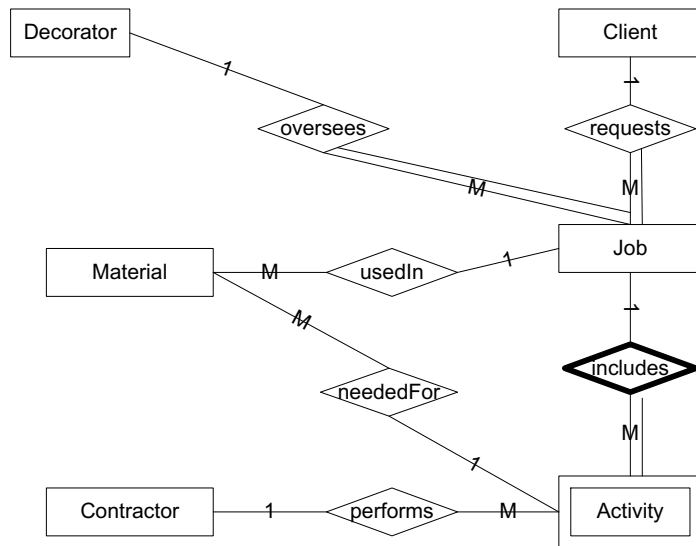 Decorator
Client
1
1
oversees
requests
M
M
Material
M
usedIn
1
Job
M
1
neededFor
includes
1
M
Contractor
1
performs
M
Activity